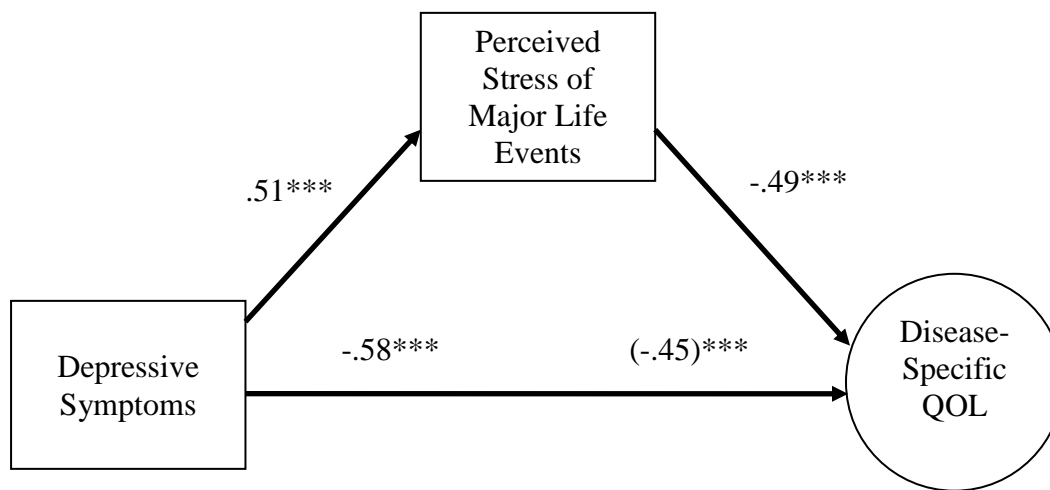 Perceived
Stress of
Major Life
Events
.51***
-.49***
-.58***
(-.45)***
Depressive
Symptoms
Disease-
Specific
QOL